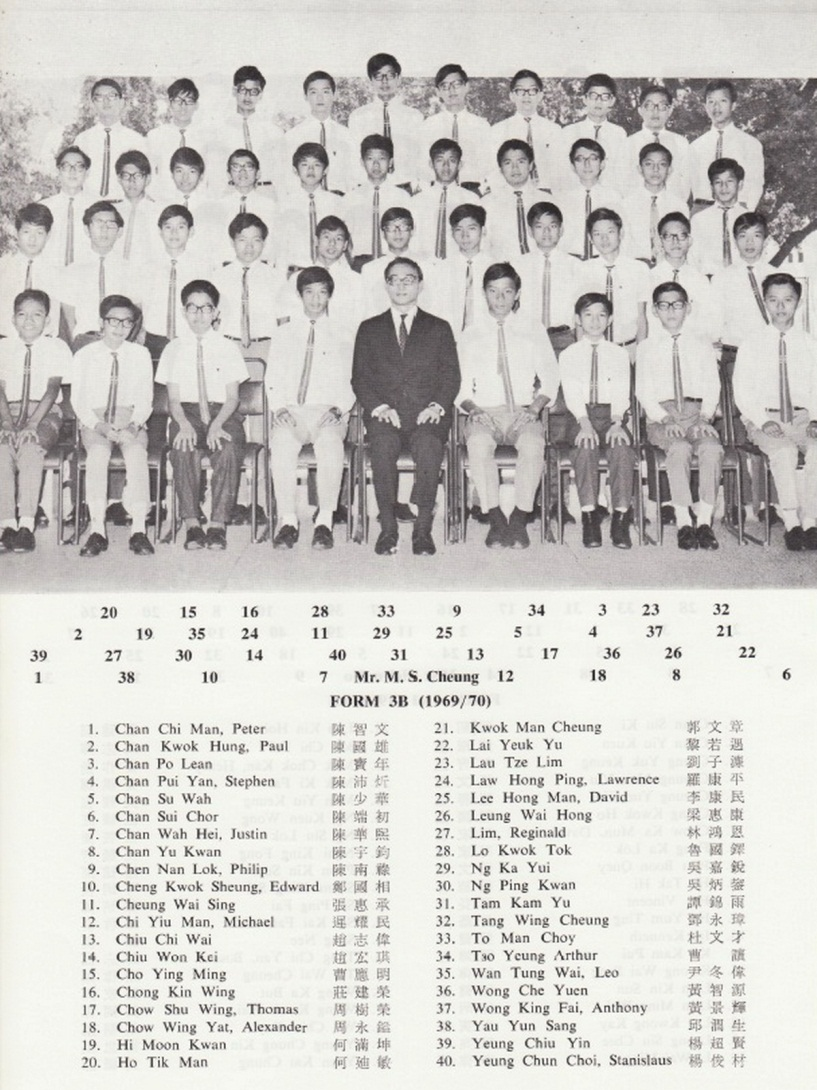 20 15 16 28 33 9 34 3 23 32
2 19 35 24 11 29 25 5 4 37 21
39 27 30 14 40 31 13 17 36 26 22
1 38 10 7 Mr. M. S. Cheung 12 18 8 6
FORM 3B (1969/70)
1. Chan Chi Man, Peter 陳智文
2. Chan Kwok Hung, Paul 陳國雄
3. Chan Po Lean 陳寶年
4. Chan Pui Yan, Stephen 陳沛炘
5. Chan Su Wah 陳少華
6. Chan Sui Chor 陳端初
7. Chan Wah Hei, Justin 陳華熙
8. Chan Yu Kwan 陳宇鈞
9. Chen Nan Lok, Philip 陳南祿
10. Cheng Kwok Sheung, Edward 鄭國相
11. Cheung Wai Sing 張惠承
12. Chi Yiu Man, Michael 遲耀民
13. Chiu Chi Wai 趙志偉
14. Chiu Won Kei 趙宏琪
15. Cho Ying Ming 曹應明
16. Chong Kin Wing 莊建榮
17. Chow Shu Wing, Thomas 周樹榮
18. Chow Wing Yat, Alexander 周永鎰
19. Hi Moon Kwan 何滿坤
20. Ho Tik Man 何廸敏
21. Kwok Man Cheung 郭文章
22. Lai Yeuk Yu 黎若遇
23. Lau Tze Lim 劉子濂
24. Law Hong Ping, Lawrence 羅康平
25. Lee Hong Man, David 李康民
26. Leung Wai Hong 梁惠康
27. Lim, Reginald 林鴻恩
28. Lo Kwok Tok 魯國鐸
29. Ng Ka Yui 吳嘉銳
30. Ng Ping Kwan 吳炳鋆
31. Tam Kam Yu 譚錦雨
32. Tang Wing Cheung 鄧永璋
33. To Man Choy 杜文才
34. Tso Yeung Arthur 曹讓
35. Wan Tung Wai, Leo 尹冬偉
36. Wong Che Yuen 黃智源
37. Wong King Fai, Anthony 黃景輝
38. Yau Yun Sang 邱潤生
39. Yeung Chiu Yin 楊超賢
40. Yeung Chun Choi, Stanislaus 楊俊材